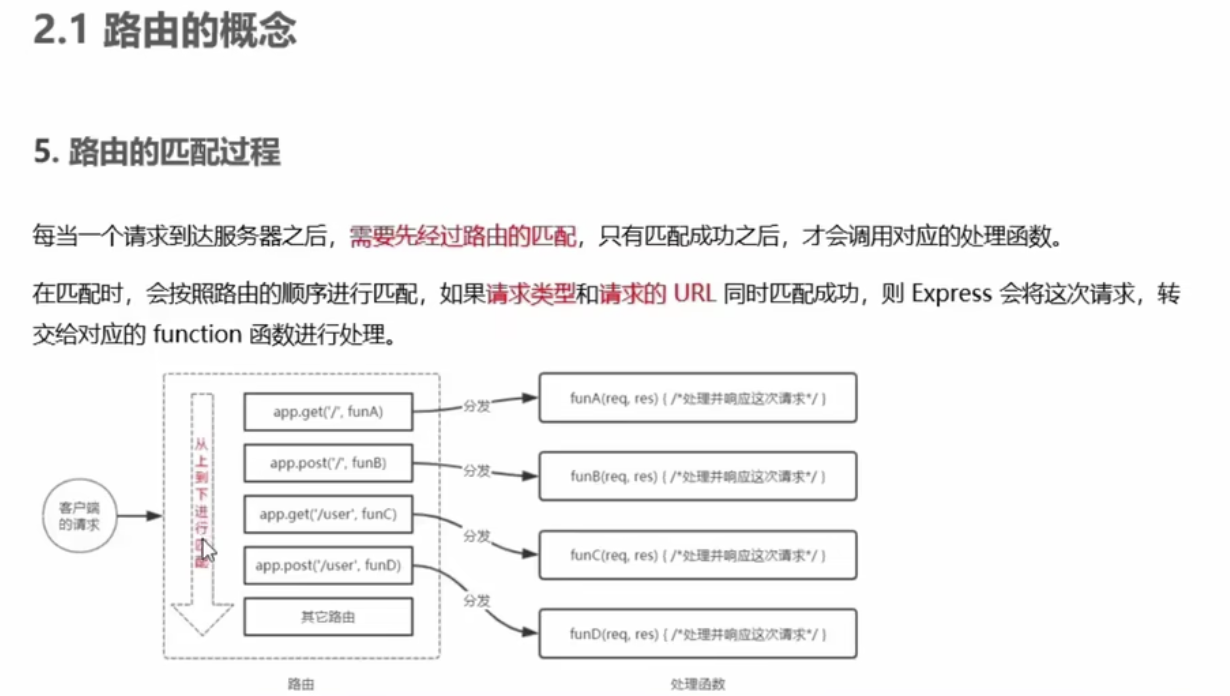 2.1 路由的概念
5. 路由的匹配过程
每当一个请求到达服务器之后，需要先经过路由的匹配，只有匹配成功之后，才会调用对应的处理函数。
在匹配时，会按照路由的顺序进行匹配，如果请求类型和请求的 URL 同时匹配成功，则 Express 会将这次请求，转
交给对应的 function 函数进行处理。
客户端
的请求
从上到下进行匹配
app.get('/', funA)
分发
funA(req, res) { /*处理并响应这次请求*/ }
app.post('/', funB)
分发
funB(req, res) { /*处理并响应这次请求*/ }
app.get('/user', funC)
分发
funC(req, res) { /*处理并响应这次请求*/ }
app.post('/user', funD)
分发
funD(req, res) { /*处理并响应这次请求*/ }
其它路由
路由
处理函数